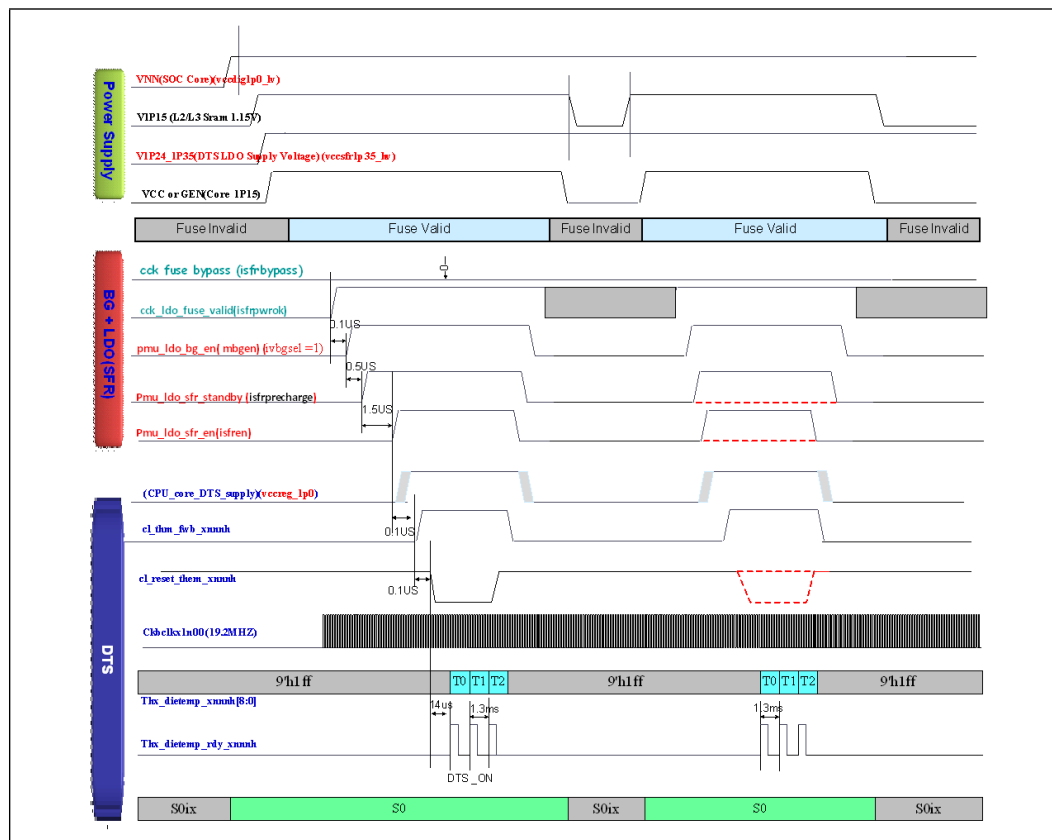 Power Supply
VNN(SOC Core)(vccdig1p0_lv)
V1P15 (L2/L3 Sram 1.15V)
V1P24_1P35(DTS LDO Supply Voltage) (vccsfr1p35_lv)
VCC or GEN(Core 1P15)
Fuse Invalid Fuse Valid Fuse Invalid Fuse Valid Fuse Invalid
BG + LDO(SFR)
cck fuse bypass (isfrbypass)
0
cck_ldo_fuse_valid(isfrpwrok)
0.1US
pmu_ldo_bg_en( mbgen) (ivbgsel =1)
0.5US
Pmu_ldo_sfr_standby (isfrprecharge)
1.5US
Pmu_ldo_sfr_en(isfren)
DTS
(CPU_core_DTS_supply)(vccreg_1p0)
0.1US
cl_thm_fwb_xnnnh
cl_reset_them_xnnnh
0.1US
Ckbclkx1n00(19.2MHZ)
9'h1ff T0 T1 T2 9'h1ff T0 T1 T2 9'h1ff
Thx_dietemp_xnnnh[8:0]
14us 1.3ms 1.3ms
Thx_dietemp_rdy_xnnnh
DTS_ON
S0ix S0 S0ix S0 S0ix